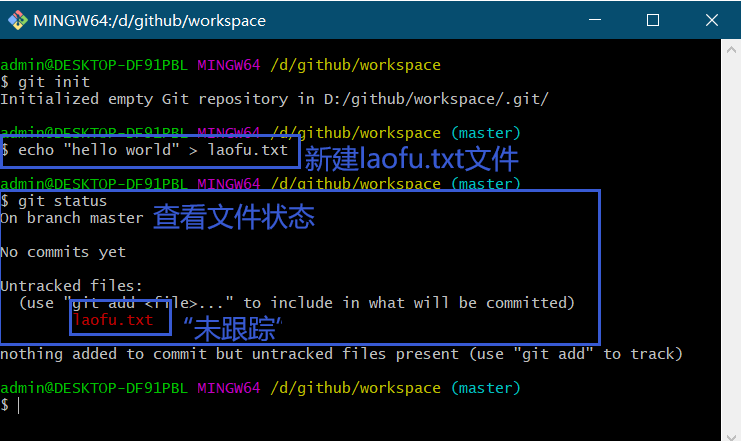 MINGW64:/d/github/workspace
admin@DESKTOP-DF91PBL MINGW64 /d/github/workspace
$ git init
Initialized empty Git repository in D:/github/workspace/.git/
admin@DESKTOP-DF91PBL MINGW64 /d/github/workspace (master)
$ echo "hello world" > laofu.txt
新建laofu.txt文件
admin@DESKTOP-DF91PBL MINGW64 /d/github/workspace (master)
$ git status
On branch master
查看文件状态
No commits yet
Untracked files:
(use "git add <file>..." to include in what will be committed)
laofu.txt
“未跟踪”
nothing added to commit but untracked files present (use "git add" to track)
admin@DESKTOP-DF91PBL MINGW64 /d/github/workspace (master)
$